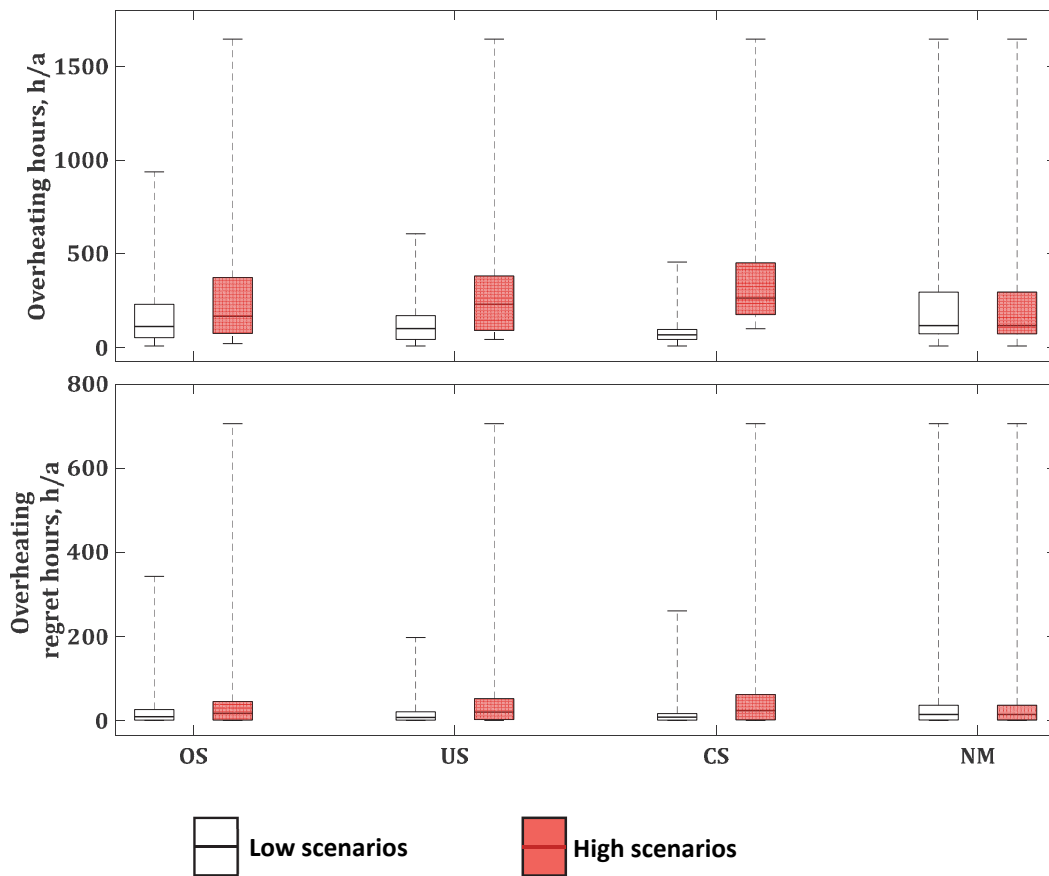 Overheating hours, h/a
1500
1000
500
0
Overheating
regret hours, h/a
800
600
400
200
0
OS US CS NM
Low scenarios High scenarios